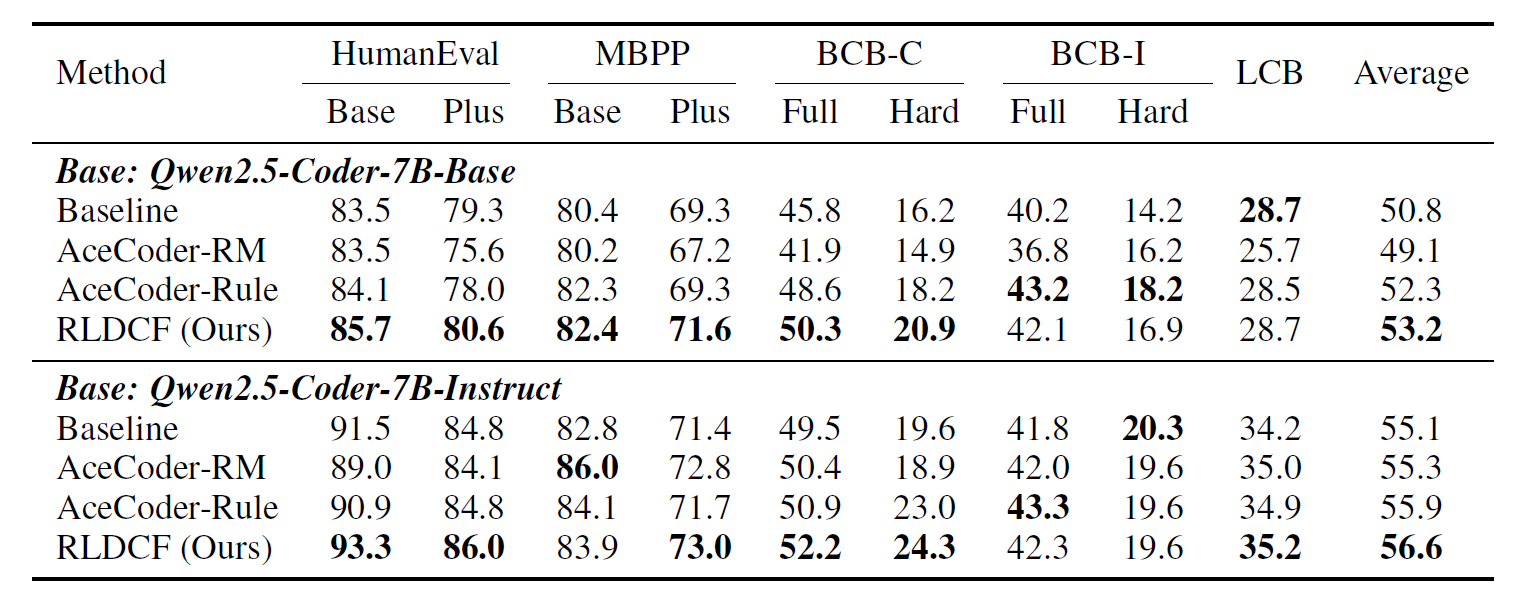 Method HumanEval MBPP BCB-C BCB-I LCB Average
Base Plus Base Plus Full Hard Full Hard
Base: Qwen2.5-Coder-7B-Base
Baseline 83.5 79.3 80.4 69.3 45.8 16.2 40.2 14.2 28.7 50.8
AceCoder-RM 83.5 75.6 80.2 67.2 41.9 14.9 36.8 16.2 25.7 49.1
AceCoder-Rule 84.1 78.0 82.3 69.3 48.6 18.2 43.2 18.2 28.5 52.3
RLDCF (Ours) 85.7 80.6 82.4 71.6 50.3 20.9 42.1 16.9 28.7 53.2
Base: Qwen2.5-Coder-7B-Instruct
Baseline 91.5 84.8 82.8 71.4 49.5 19.6 41.8 20.3 34.2 55.1
AceCoder-RM 89.0 84.1 86.0 72.8 50.4 18.9 42.0 19.6 35.0 55.3
AceCoder-Rule 90.9 84.8 84.1 71.7 50.9 23.0 43.3 19.6 34.9 55.9
RLDCF (Ours) 93.3 86.0 83.9 73.0 52.2 24.3 42.3 19.6 35.2 56.6